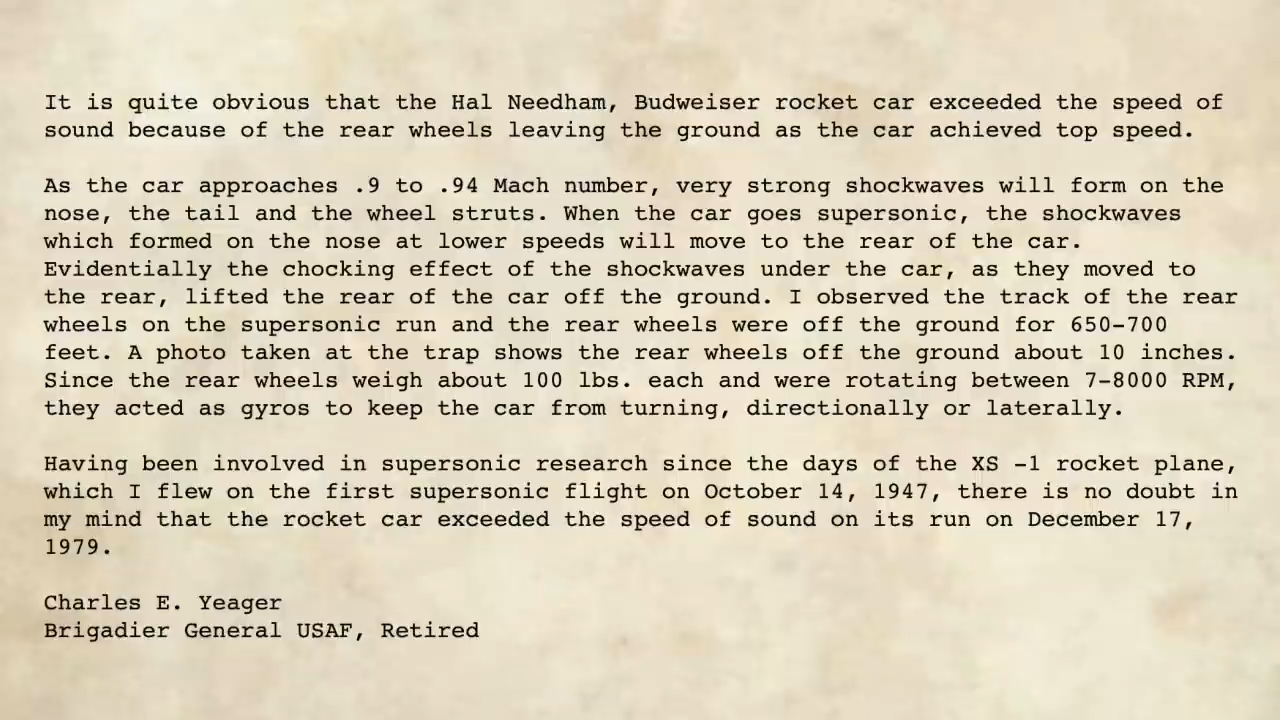 It is quite obvious that the Hal Needham, Budweiser rocket car exceeded the speed of
sound because of the rear wheels leaving the ground as the car achieved top speed.
As the car approaches .9 to .94 Mach number, very strong shockwaves will form on the
nose, the tail and the wheel struts. When the car goes supersonic, the shockwaves
which formed on the nose at lower speeds will move to the rear of the car.
Evidentially the chocking effect of the shockwaves under the car, as they moved to
the rear, lifted the rear of the car off the ground. I observed the track of the rear
wheels on the supersonic run and the rear wheels were off the ground for 650-700
feet. A photo taken at the trap shows the rear wheels off the ground about 10 inches.
Since the rear wheels weigh about 100 lbs. each and were rotating between 7-8000 RPM,
they acted as gyros to keep the car from turning, directionally or laterally.
Having been involved in supersonic research since the days of the XS -1 rocket plane,
which I flew on the first supersonic flight on October 14, 1947, there is no doubt in
my mind that the rocket car exceeded the speed of sound on its run on December 17,
1979.
Charles E. Yeager
Brigadier General USAF, Retired